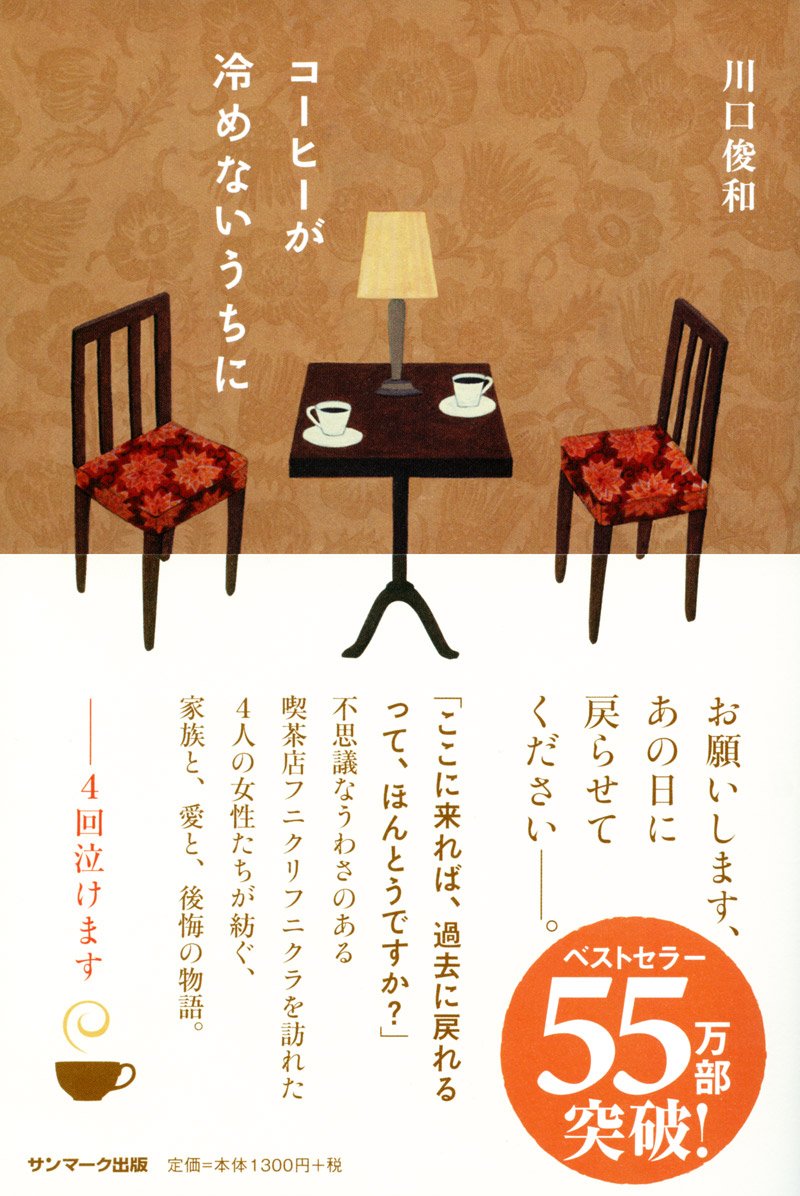 川口俊和
コーヒーが
冷めないうちに
お願いします、
あの日に
戻らせて
ください――。
「ここに来れば、過去に戻れる
って、ほんとうですか?」
不思議なうわさのある
喫茶店フニクリフニクラを訪れた
4人の女性たちが紡ぐ、
家族と、愛と、後悔の物語。
――4回泣けます
ベストセラー
55万部
突破!
サンマーク出版 定価=本体1300円+税